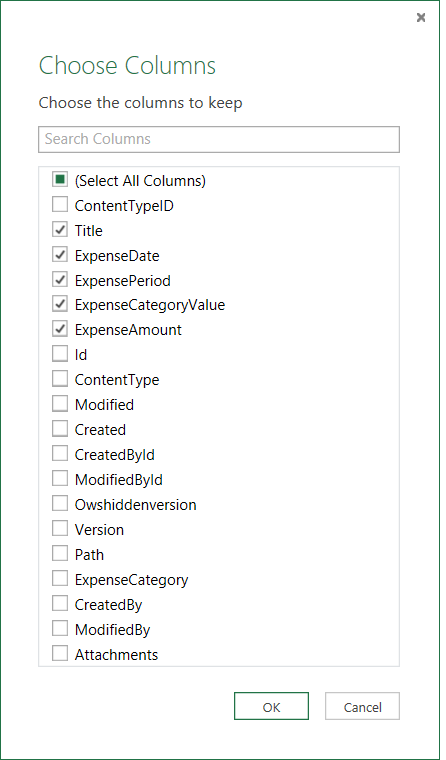 Choose Columns
Choose the columns to keep
Search Columns
(Select All Columns)
ContentTypeID
Title
ExpenseDate
ExpensePeriod
ExpenseCategoryValue
ExpenseAmount
Id
ContentType
Modified
Created
CreatedById
ModifiedById
Owshiddenversion
Version
Path
ExpenseCategory
CreatedBy
ModifiedBy
Attachments
OK Cancel